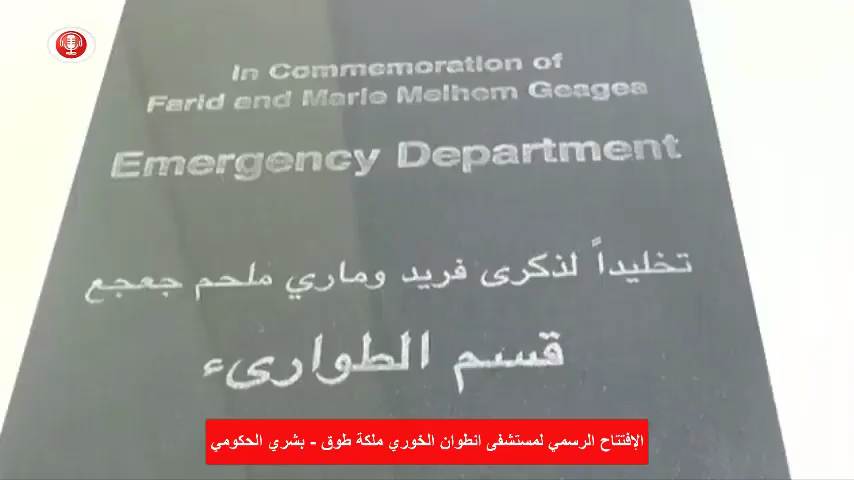 In Commemoration of
Farid and Marie Melhem Geagea
Emergency Department
تخليداً لذكرى فريد وماري ملحم جعجع
قسم الطوارىء
الإفتتاح الرسمي لمستشفى انطوان الخوري ملكة طوق - بشري الحكومي